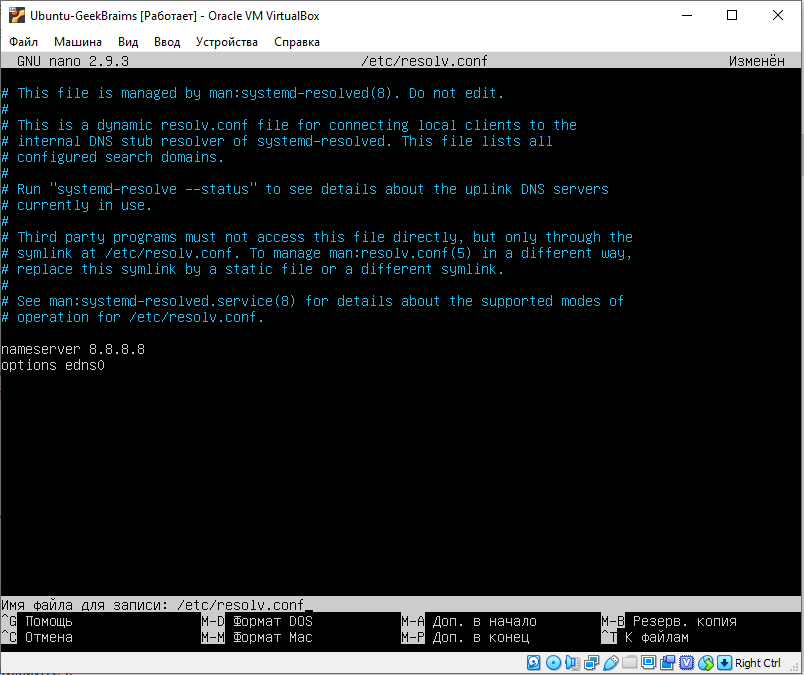 Ubuntu-GeekBraims [Работает] - Oracle VM VirtualBox
Файл Машина Вид Ввод Устройства Справка
GNU nano 2.9.3 /etc/resolv.conf Изменён
# This file is managed by man:systemd-resolved(8). Do not edit.
#
# This is a dynamic resolv.conf file for connecting local clients to the
# internal DNS stub resolver of systemd-resolved. This file lists all
# configured search domains.
#
# Run "systemd-resolve --status" to see details about the uplink DNS servers
# currently in use.
#
# Third party programs must not access this file directly, but only through the
# symlink at /etc/resolv.conf. To manage man:resolv.conf(5) in a different way,
# replace this symlink by a static file or a different symlink.
#
# See man:systemd-resolved.service(8) for details about the supported modes of
# operation for /etc/resolv.conf.
nameserver 8.8.8.8
options edns0
Имя файла для записи: /etc/resolv.conf
^G Помощь M-D Формат DOS M-A Доп. в начало M-B Резерв. копия
^C Отмена M-M Формат Mac M-P Доп. в конец ^T К файлам
Right Ctrl